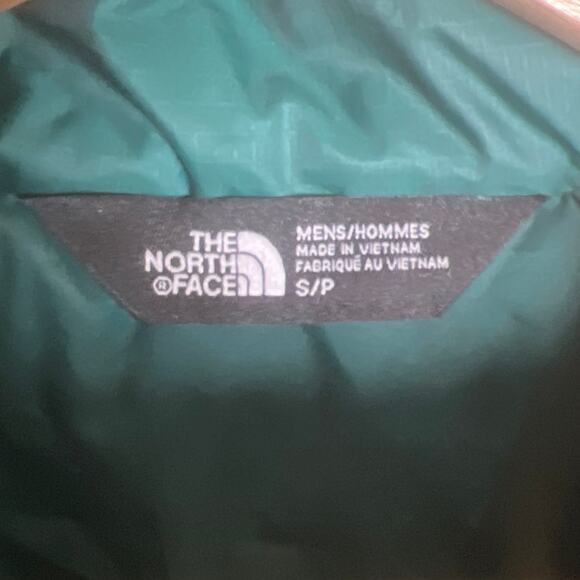 THE
NORTH
®FACE
MENS/HOMMES
MADE IN VIETNAM
FABRIQUÉ AU VIETNAM
S/P